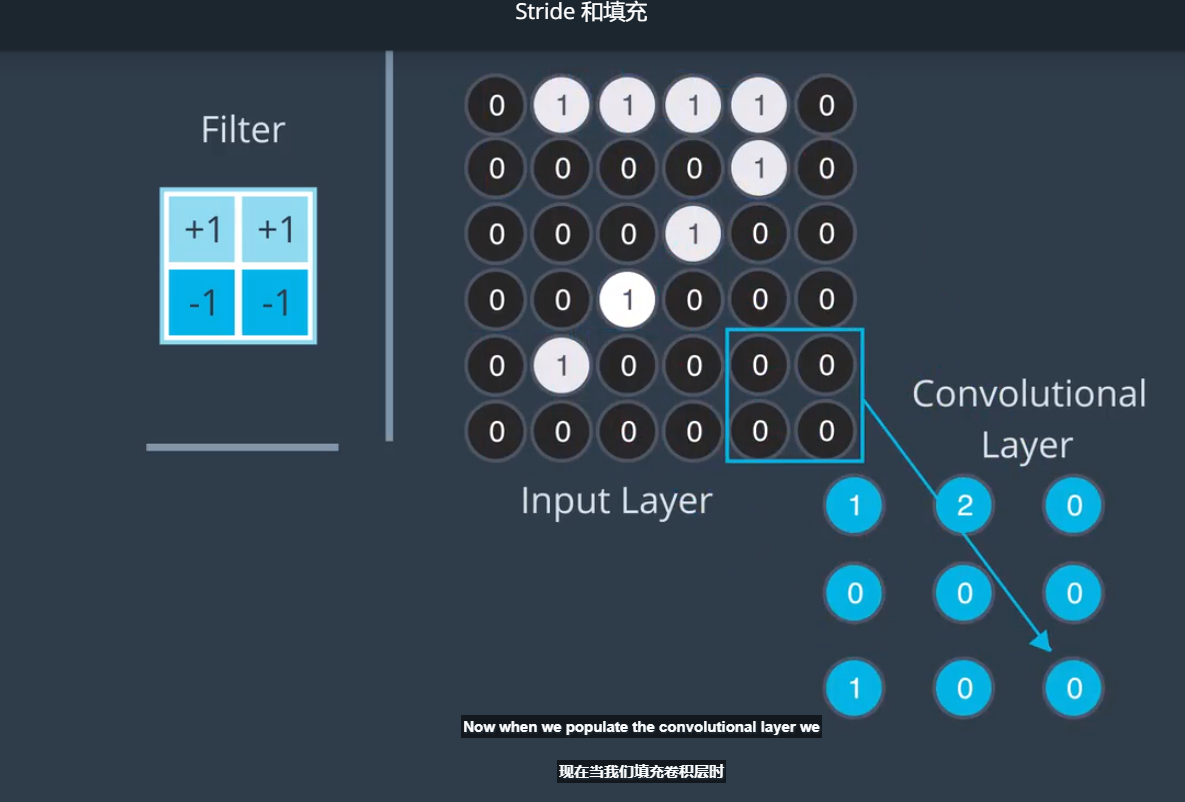 Stride 和填充
Filter
+1 +1
-1 -1
0 1 1 1 1 0
0 0 0 0 1 0
0 0 0 1 0 0
0 0 1 0 0 0
0 1 0 0 0 0
0 0 0 0 0 0
Input Layer
Convolutional
Layer
1 2 0
0 0 0
1 0 0
Now when we populate the convolutional layer we
现在当我们填充卷积层时